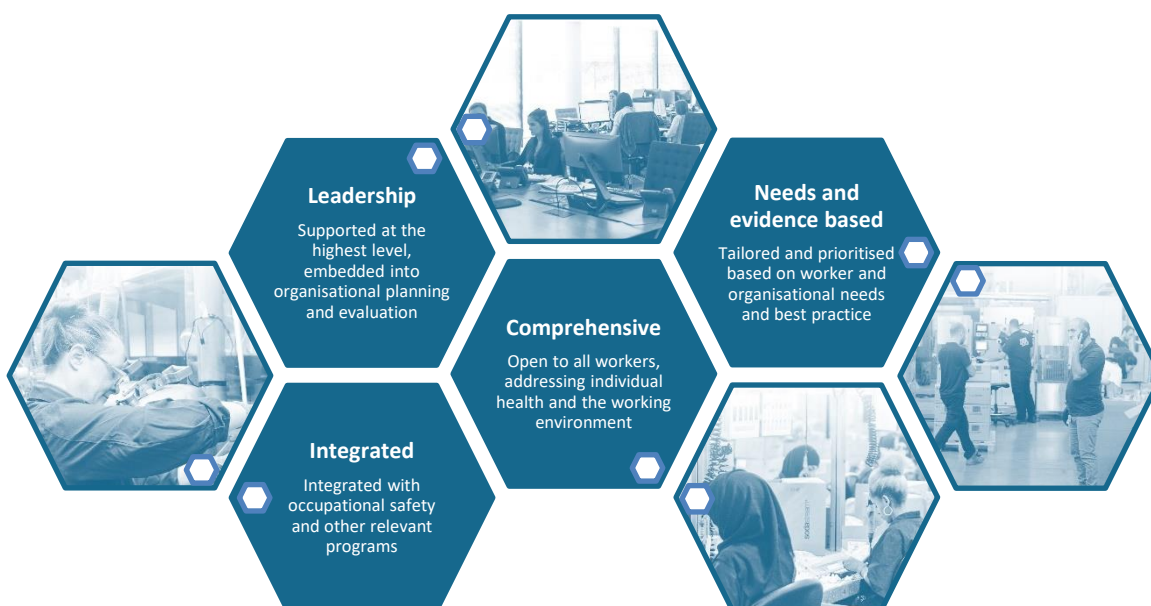 Leadership
Supported at the
highest level,
embedded into
organisational planning
and evaluation
Needs and
evidence based
Tailored and prioritised
based on worker and
organisational needs
and best practice
Comprehensive
Open to all workers,
addressing individual
health and the working
environment
Integrated
Integrated with
occupational safety
and other relevant
programs